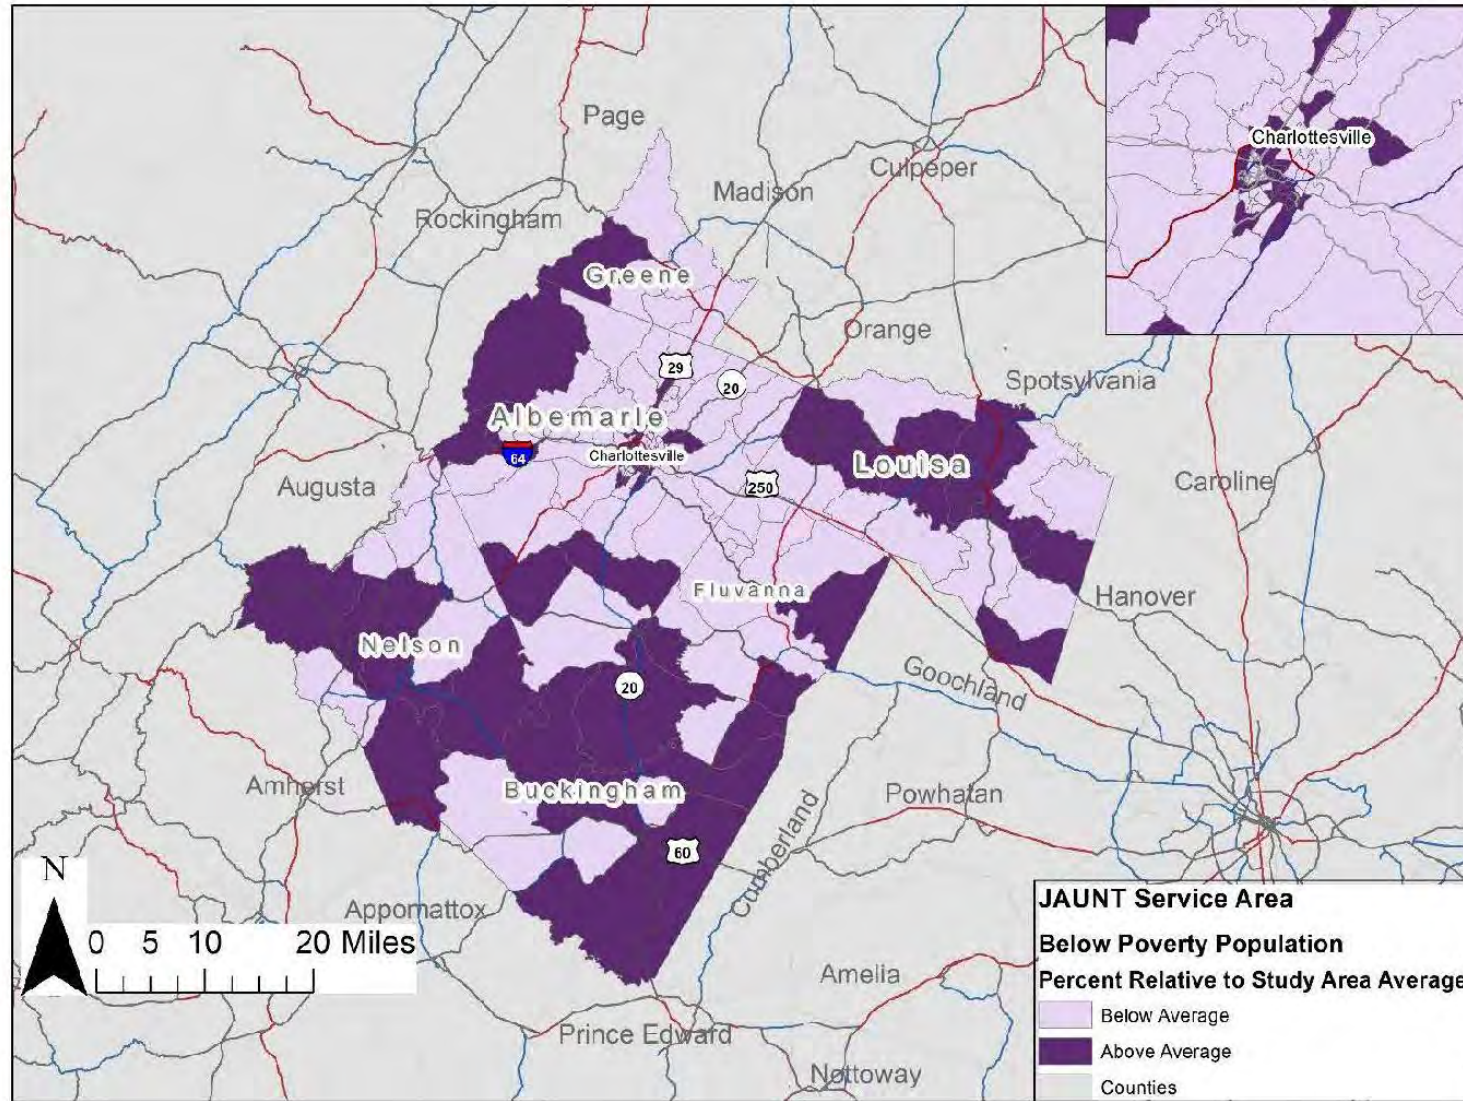 Page
Charlottesville
Culpeper
Madison
Rockingham
Greene
Orange
29
Spotsylvania
20
Albemarle
Charlottesville
64
Louisa
250
Augusta
Caroline
Fluvanna
Hanover
Nelson
Goochland
20
Amherst
Buckingham
Powhatan
60
Cumberland
N
Appomattox
0 5 10 20 Miles
Amelia
Prince Edward
Nottoway
JAUNT Service Area
Below Poverty Population
Percent Relative to Study Area Average
Below Average
Above Average
Counties